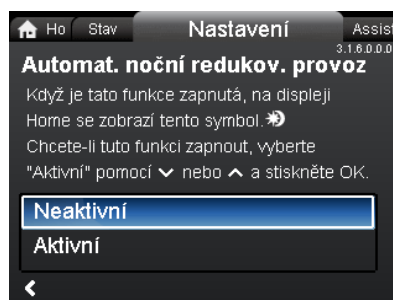 Ho Stav Nastavení Assist
3.1.6.0.0.0
Automat. noční redukov. provoz
Když je tato funkce zapnutá, na displeji
Home se zobrazí tento symbol.
Chcete-li tuto funkci zapnout, vyberte
"Aktivní" pomocí ⌄ nebo ⌃ a stiskněte OK.
Neaktivní
Aktivní